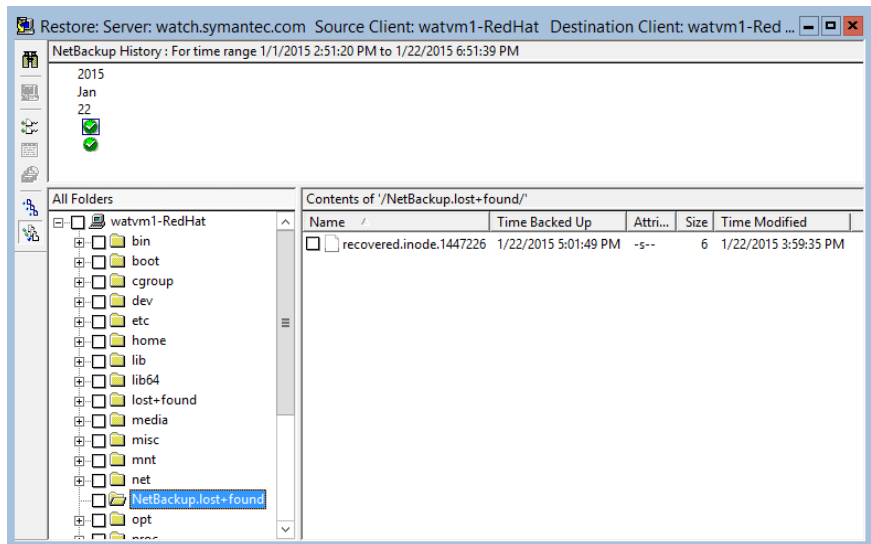 Restore: Server: watch.symantec.com Source Client: watvm1-RedHat Destination Client: watvm1-Red ...
NetBackup History : For time range 1/1/2015 2:51:20 PM to 1/22/2015 6:51:39 PM
2015
Jan
22
All Folders
Contents of '/NetBackup.lost+found/'
Name Time Backed Up Attri... Size Time Modified
watvm1-RedHat
recovered.inode.1447226 1/22/2015 5:01:49 PM -s-- 6 1/22/2015 3:59:35 PM
bin
boot
cgroup
dev
etc
home
lib
lib64
lost+found
media
misc
mnt
net
NetBackup.lost+found
opt